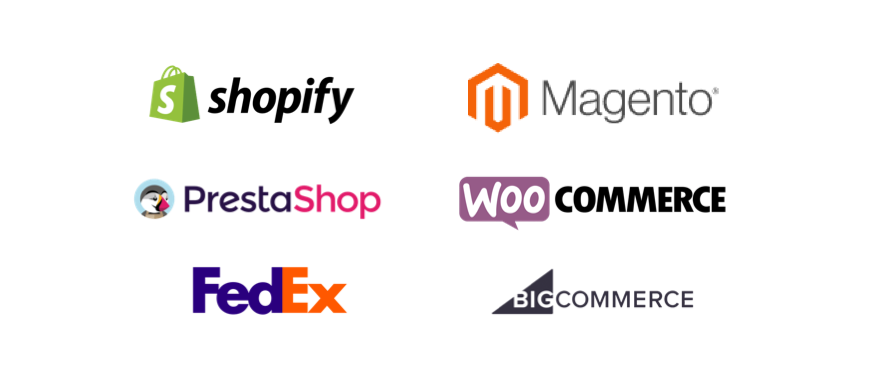 S shopify
Magento®
PrestaShop
WOO COMMERCE
FedEx
BIGCOMMERCE